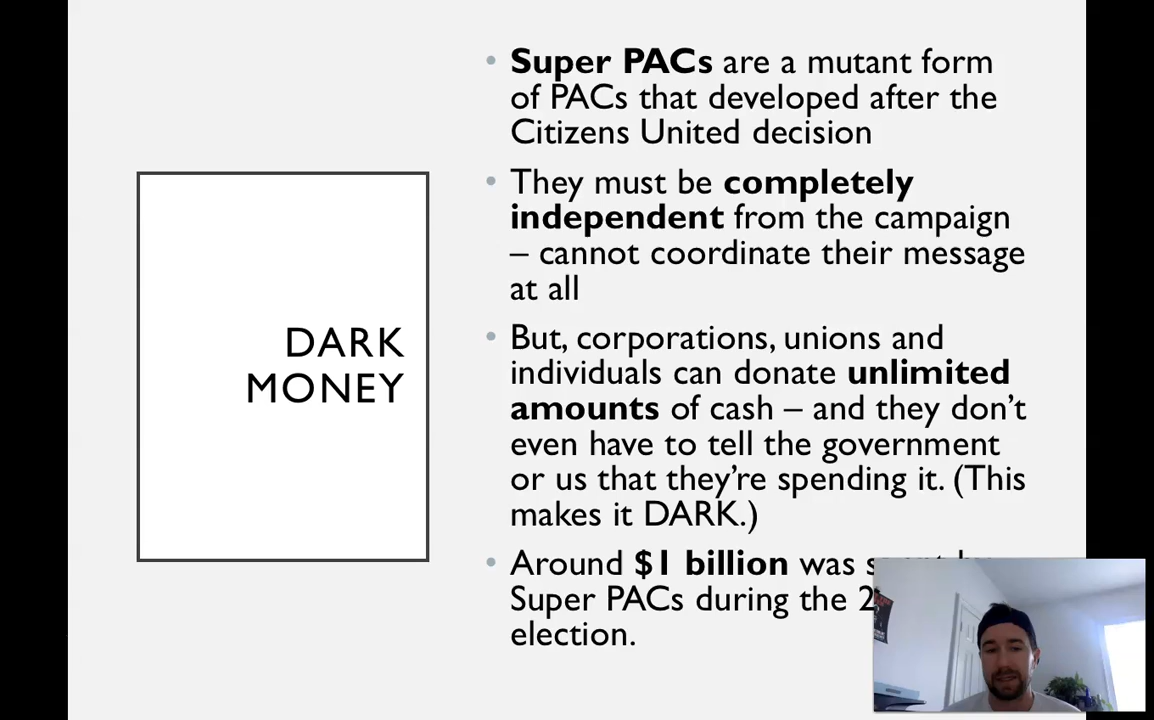 DARK
MONEY
• Super PACs are a mutant form
of PACs that developed after the
Citizens United decision
• They must be completely
independent from the campaign
– cannot coordinate their message
at all
• But, corporations, unions and
individuals can donate unlimited
amounts of cash – and they don’t
even have to tell the government
or us that they’re spending it. (This
makes it DARK.)
• Around $1 billion was
Super PACs during the
election.